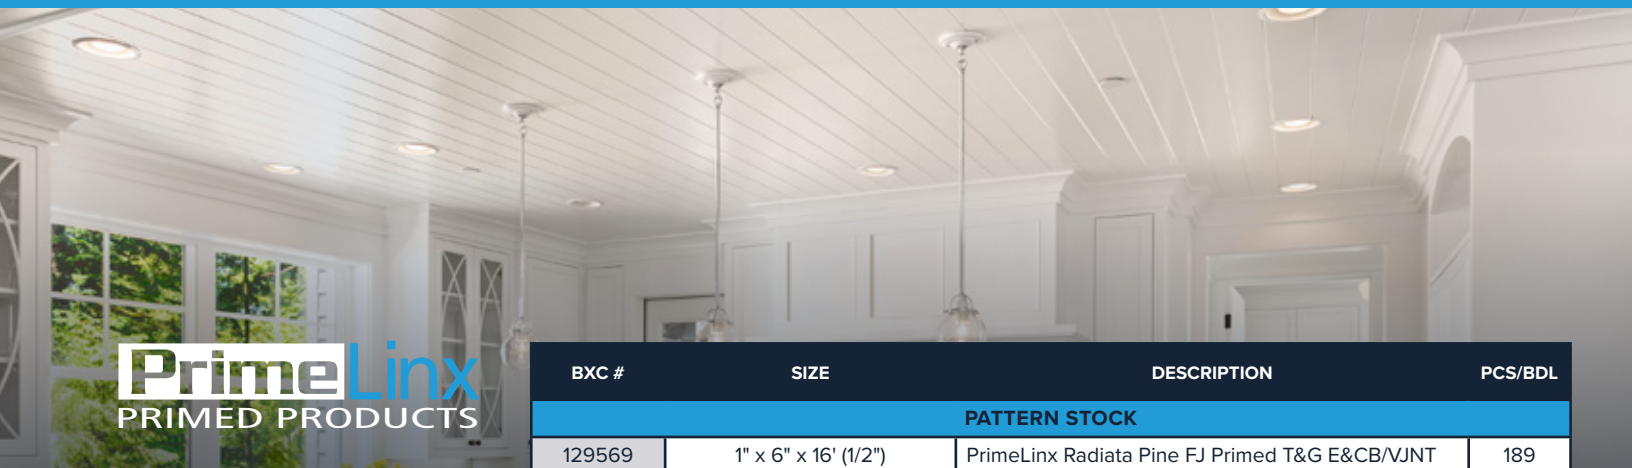 PrimeLinx
PRIMED PRODUCTS
BXC # SIZE DESCRIPTION PCS/BDL
PATTERN STOCK
129569 1" x 6" x 16' (1/2") PrimeLinx Radiata Pine FJ Primed T&G E&CB/VJNT 189